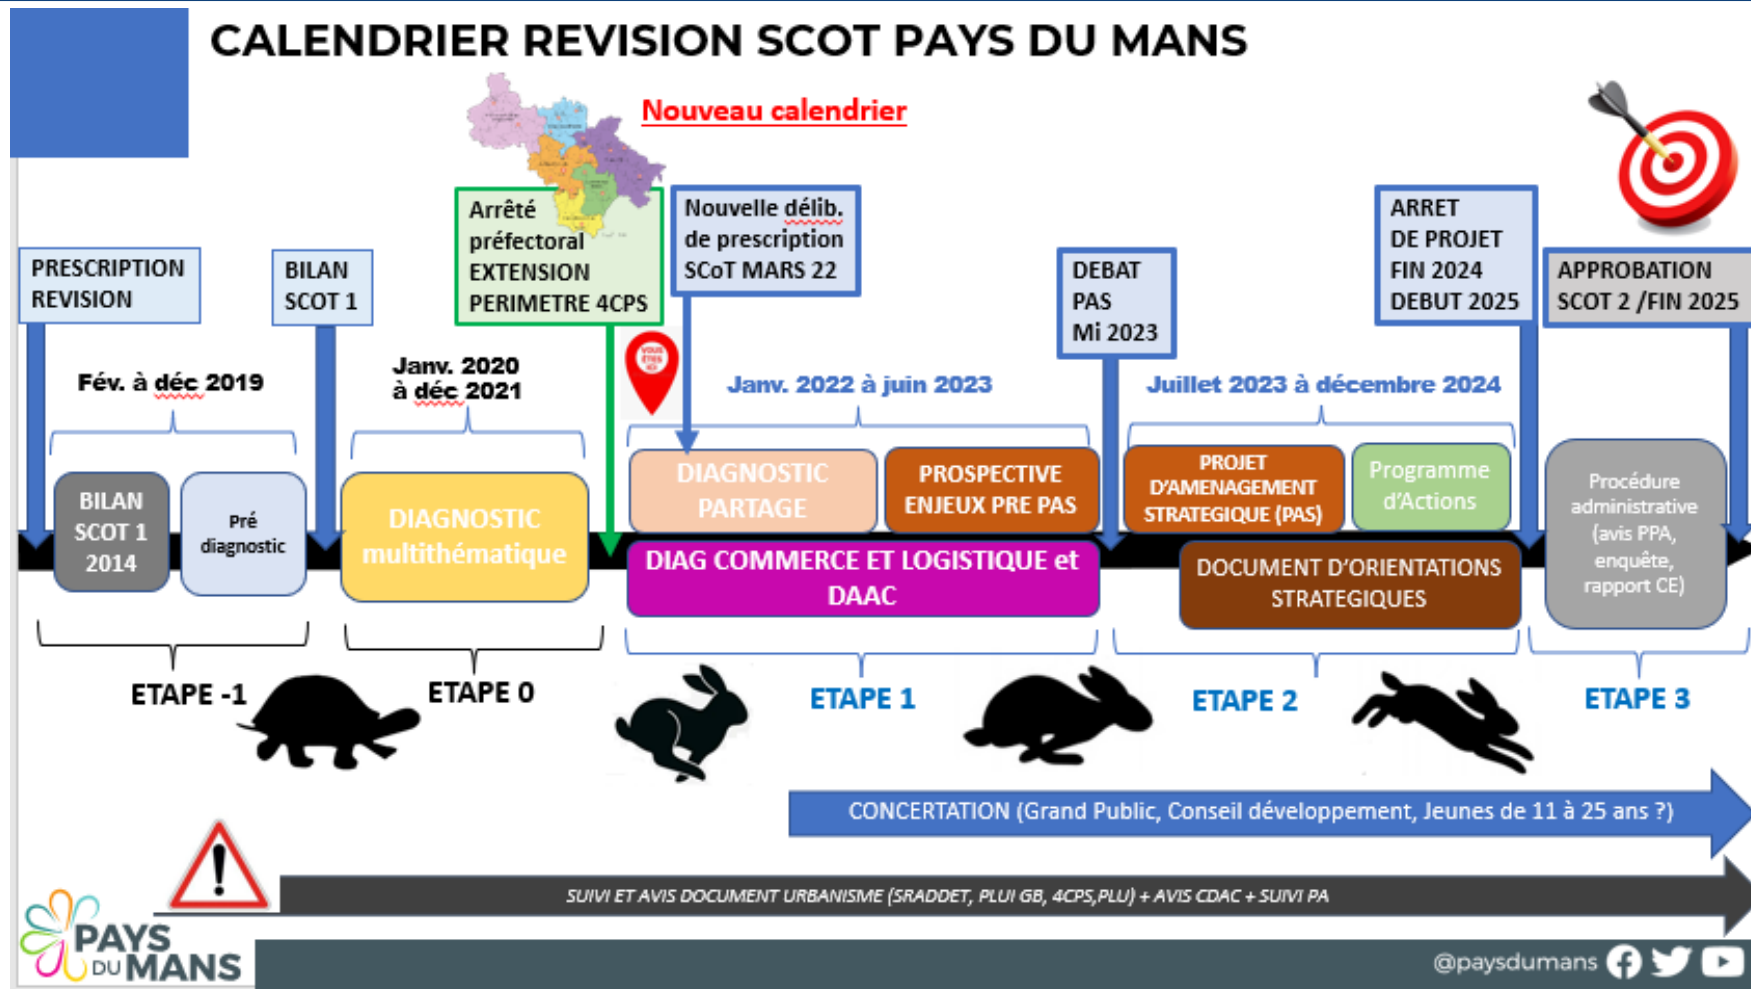 CALENDRIER REVISION SCOT PAYS DU MANS
Nouveau calendrier
PRESCRIPTION
REVISION
BILAN
SCOT 1
Arrêté
préfectoral
EXTENSION
PERIMETRE 4CPS
Nouvelle délib.
de prescription
SCoT MARS 22
DEBAT
PAS
Mi 2023
ARRET
DE PROJET
FIN 2024
DEBUT 2025
APPROBATION
SCOT 2 /FIN 2025
VOUS
ÊTES
ICI
Fév. à déc 2019
Janv. 2020
à déc 2021
Janv. 2022 à juin 2023
Juillet 2023 à décembre 2024
BILAN
SCOT 1
2014
Pré
diagnostic
DIAGNOSTIC
multithématique
DIAGNOSTIC
PARTAGE
PROSPECTIVE
ENJEUX PRE PAS
DIAG COMMERCE ET LOGISTIQUE et
DAAC
PROJET
D'AMENAGEMENT
STRATEGIQUE (PAS)
Programme
d'Actions
DOCUMENT D'ORIENTATIONS
STRATEGIQUES
Procédure
administrative
(avis PPA,
enquête,
rapport CE)
ETAPE -1
ETAPE 0
ETAPE 1
ETAPE 2
ETAPE 3
CONCERTATION (Grand Public, Conseil développement, Jeunes de 11 à 25 ans ?)
SUIVI ET AVIS DOCUMENT URBANISME (SRADDET, PLUI GB, 4CPS,PLU) + AVIS CDAC + SUIVI PA
PAYS
DU MANS
@paysdumans